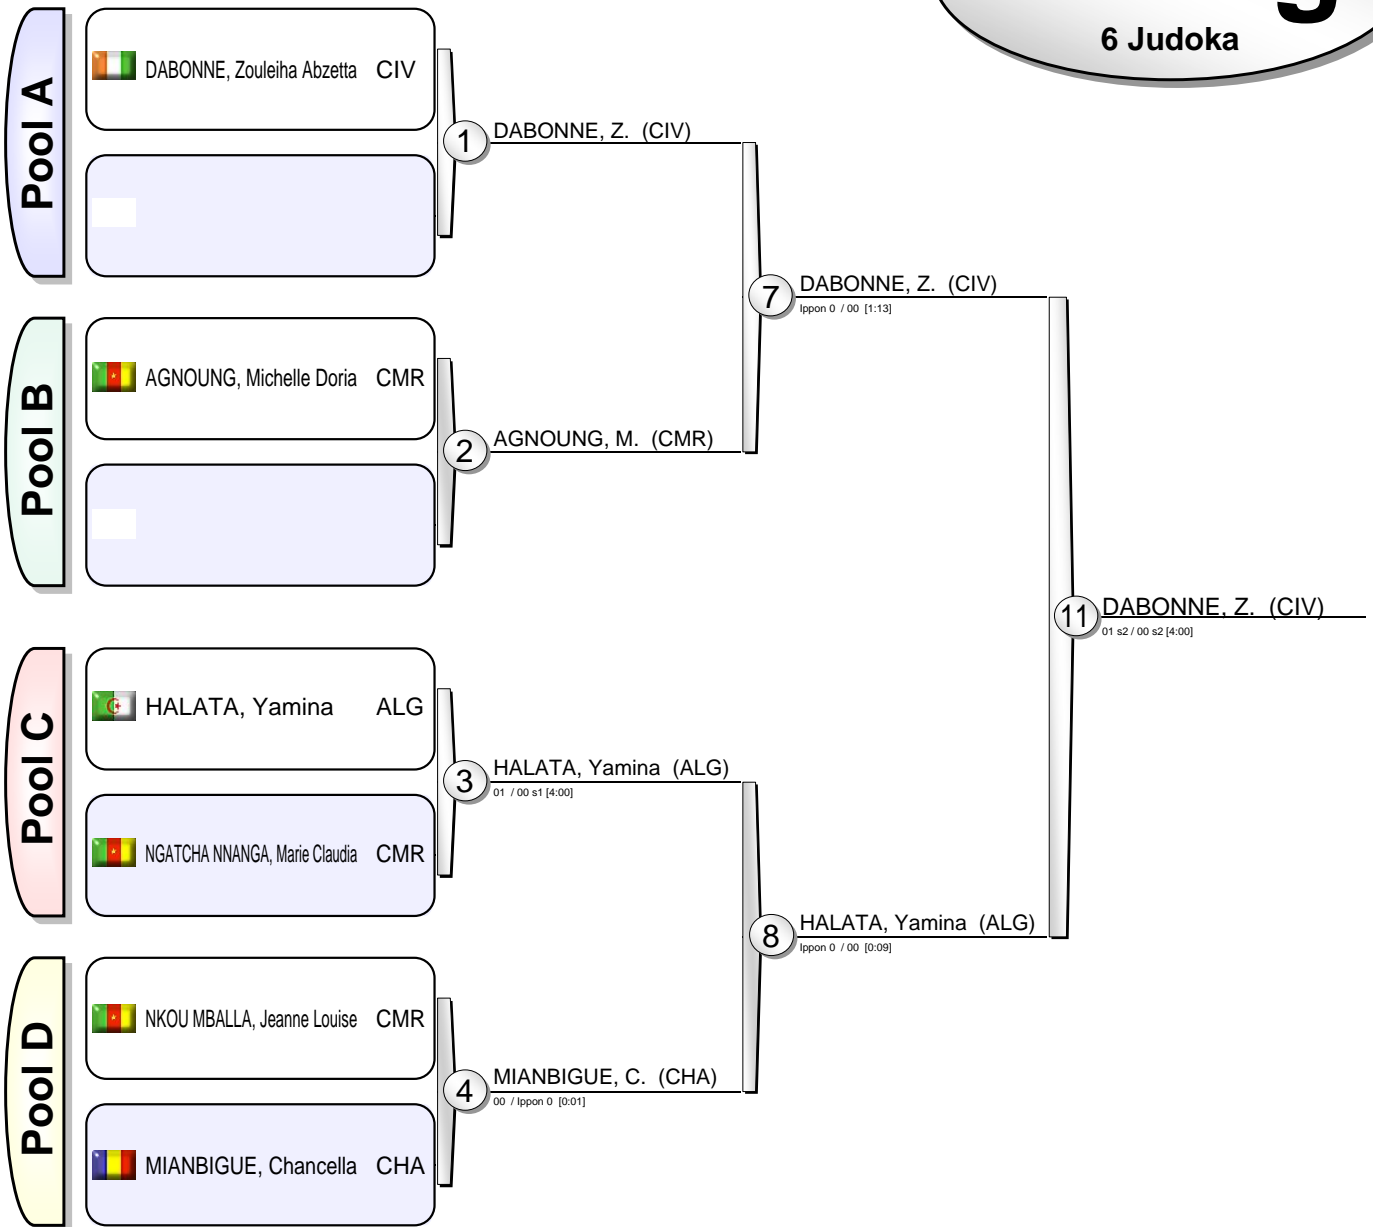 6 Judoka
Pool A
DABONNE, Zouleiha Abzetta CIV
1 DABONNE, Z. (CIV)
7 DABONNE, Z. (CIV)
Ippon 0 / 00 [1:13]
Pool B
AGNOUNG, Michelle Doria CMR
2 AGNOUNG, M. (CMR)
11 DABONNE, Z. (CIV)
01 s2 / 00 s2 [4:00]
Pool C
HALATA, Yamina ALG
3 HALATA, Yamina (ALG)
01 / 00 s1 [4:00]
NGATCHA NNANGA, Marie Claudia CMR
8 HALATA, Yamina (ALG)
Ippon 0 / 00 [0:09]
Pool D
NKOU MBALLA, Jeanne Louise CMR
4 MIANBIGUE, C. (CHA)
00 / Ippon 0 [0:01]
MIANBIGUE, Chancella CHA